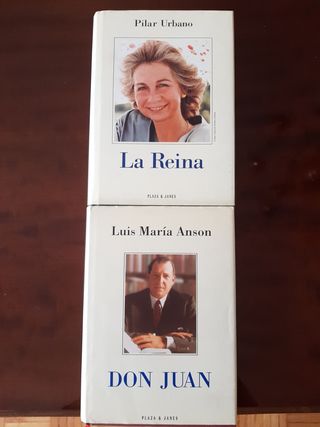 Pilar Urbano
La Reina
PLAZA & JANES
Luis María Anson
DON JUAN
PLAZA & JANES